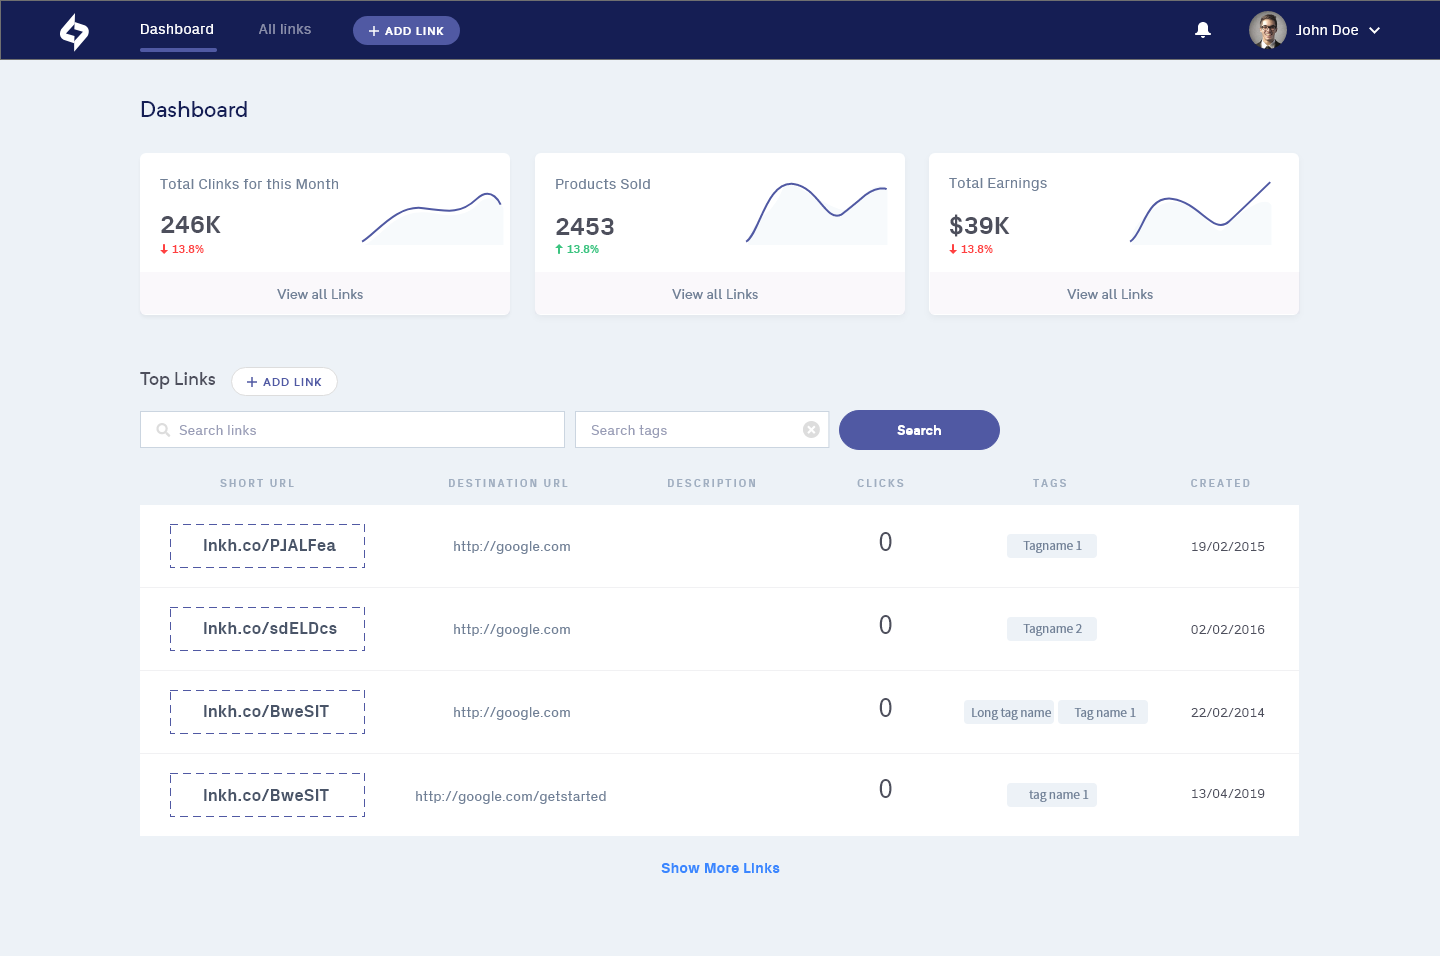 Dashboard All links + ADD LINK John Doe
Dashboard
Total Clinks for this Month
246K
13.8%
View all Links
Products Sold
2453
13.8%
View all Links
Total Earnings
$39K
13.8%
View all Links
Top Links + ADD LINK
Search links Search tags Search
SHORT URL DESTINATION URL DESCRIPTION CLICKS TAGS CREATED
lnkh.co/PJALFea http://google.com 0 Tagname 1 19/02/2015
lnkh.co/sdELDcs http://google.com 0 Tagname 2 02/02/2016
lnkh.co/BweSIT http://google.com 0 Long tag name Tag name 1 22/02/2014
lnkh.co/BweSIT http://google.com/getstarted 0 tag name 1 13/04/2019
Show More Links